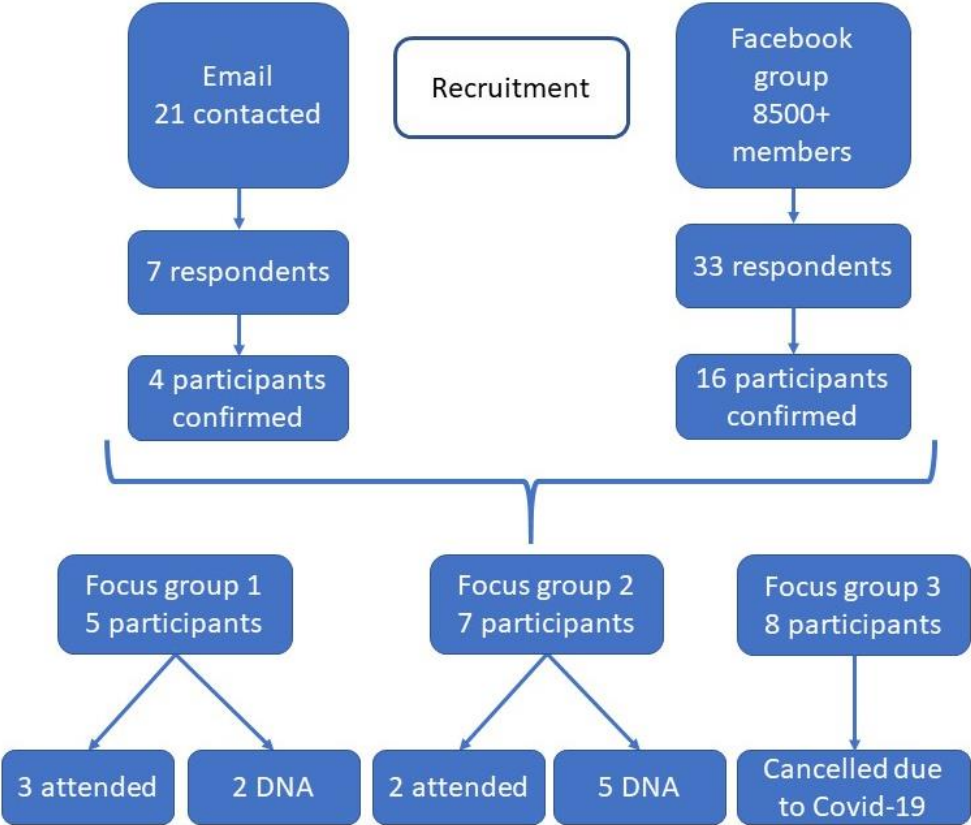 Email
21 contacted
Recruitment
Facebook
group
8500+
members
7 respondents
33 respondents
4 participants
confirmed
16 participants
confirmed
Focus group 1
5 participants
Focus group 2
7 participants
Focus group 3
8 participants
3 attended
2 DNA
2 attended
5 DNA
Cancelled due
to Covid-19